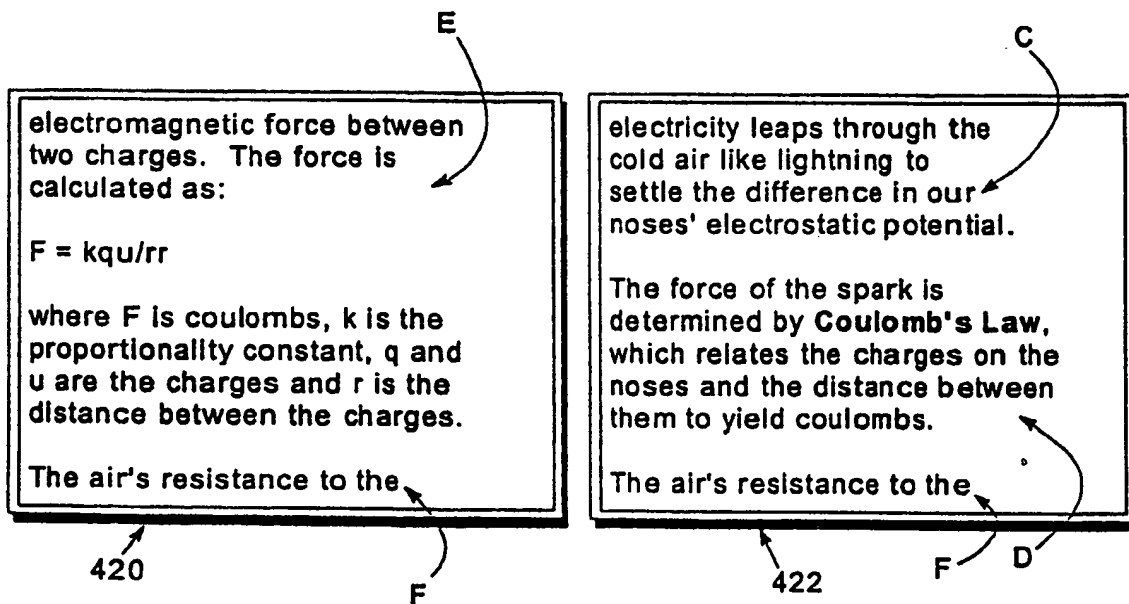 E
C
electromagnetic force between
two charges. The force is
calculated as:
F = kqu/rr
where F is coulombs, k is the
proportionality constant, q and
u are the charges and r is the
distance between the charges.
The air's resistance to the
420
F
electricity leaps through the
cold air like lightning to
settle the difference in our
noses' electrostatic potential.
The force of the spark is
determined by Coulomb's Law,
which relates the charges on the
noses and the distance between
them to yield coulombs.
The air's resistance to the
422
F
D